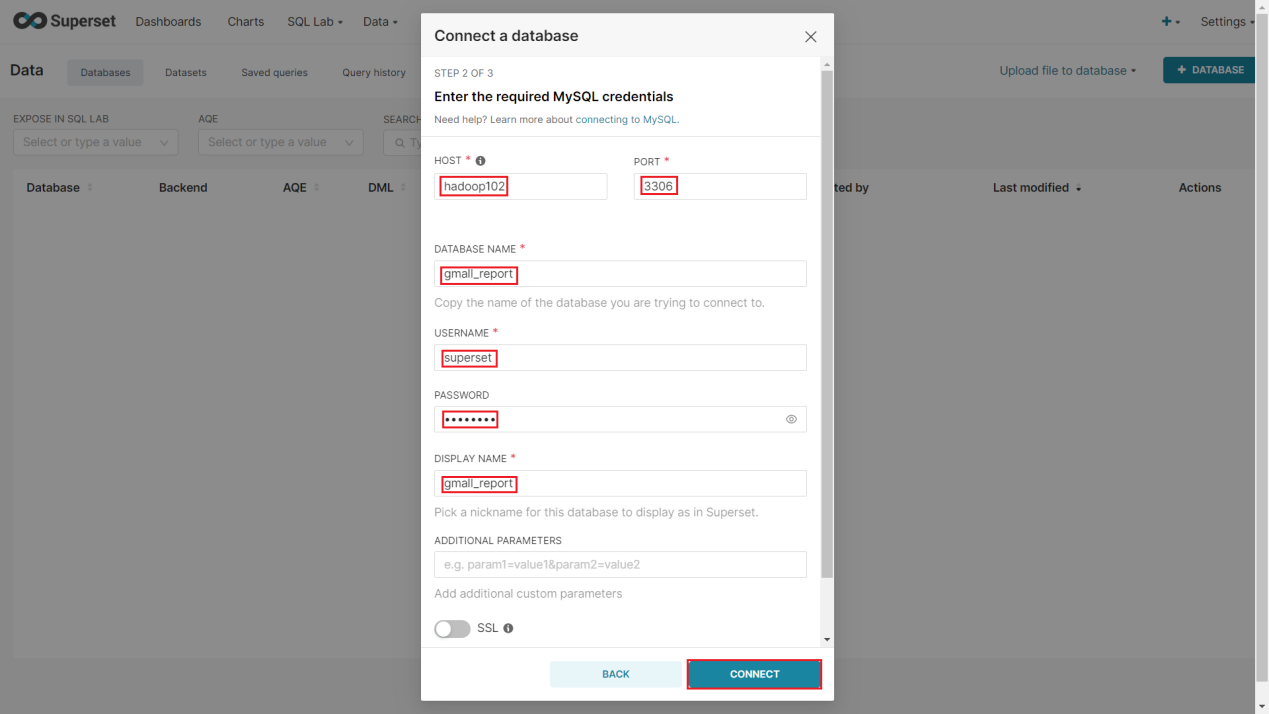 Superset Dashboards Charts SQL Lab Data Settings
Connect a database
Data Databases Datasets Saved queries Query history Upload file to database + DATABASE
STEP 2 OF 3
Enter the required MySQL credentials
Need help? Learn more about connecting to MySQL.
EXPOSE IN SQL LAB AQE SEARCH
Select or type a value Select or type a value Ty
Database Backend AQE DML ted by Last modified Actions
HOST * PORT *
hadoop102 3306
DATABASE NAME *
gmall_report
Copy the name of the database you are trying to connect to.
USERNAME *
superset
PASSWORD
••••••••
DISPLAY NAME *
gmall_report
Pick a nickname for this database to display as in Superset.
ADDITIONAL PARAMETERS
e.g. param1=value1&param2=value2
Add additional custom parameters
SSL
BACK CONNECT